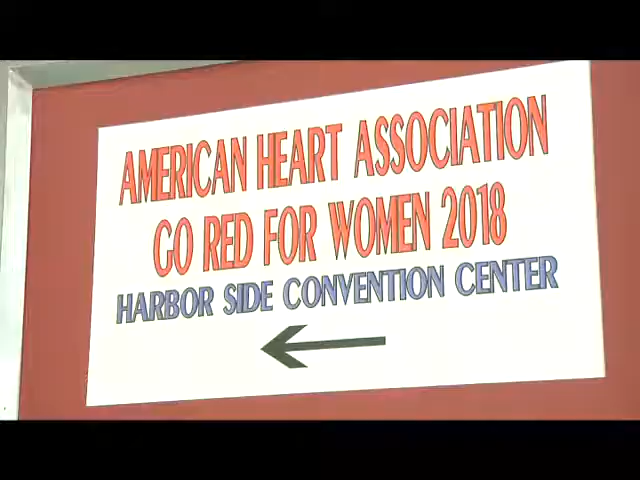 AMERICAN HEART ASSOCIATION
GO RED FOR WOMEN 2018
HARBOR SIDE CONVENTION CENTER